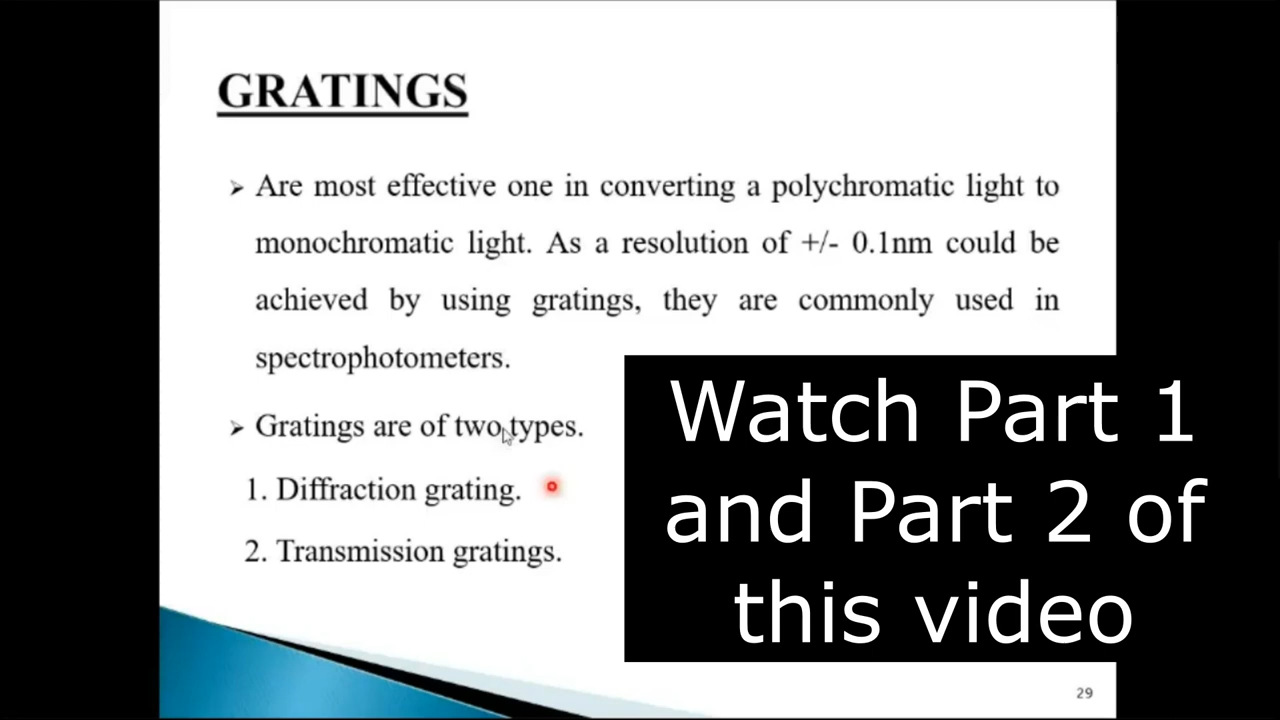 GRATINGS
➢ Are most effective one in converting a polychromatic light to
monochromatic light. As a resolution of +/- 0.1nm could be
achieved by using gratings, they are commonly used in
spectrophotometers.
➢ Gratings are of two types.
1. Diffraction grating.
2. Transmission gratings.
Watch Part 1
and Part 2 of
this video
29